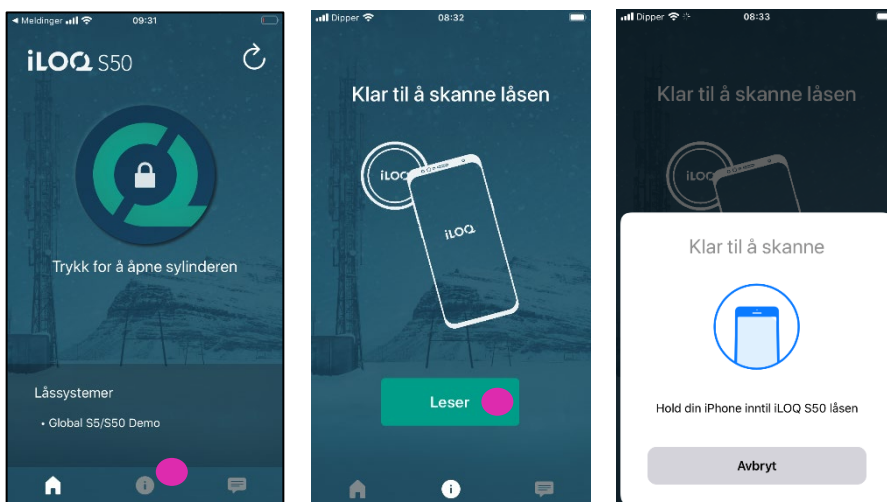 ◀ Meldinger 09:31
iLOQ S50
Trykk for å åpne sylinderen
Låssystemer
• Global S5/S50 Demo
Dipper 08:32
Klar til å skanne låsen
iLOQ
iLOQ
Leser
Dipper 08:33
Klar til å skanne låsen
iLOQ
Klar til å skanne
Hold din iPhone inntil iLOQ S50 låsen
Avbryt